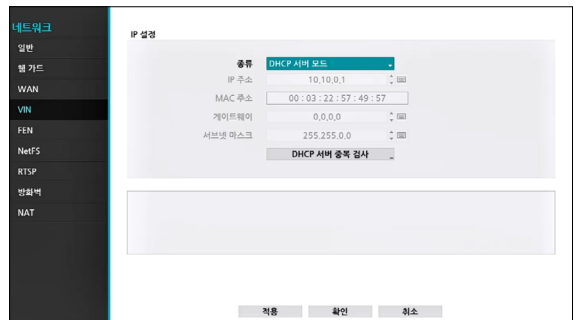 네트워크
일반
웹 가드
WAN
VIN
FEN
NetFS
RTSP
방화벽
NAT
IP 설정
종류 DHCP 서버 모드
IP 주소 10,10,0,1
MAC 주소 00 : 03 : 22 : 57 : 49 : 57
게이트웨이 0,0,0,0
서브넷 마스크 255,255,0,0
DHCP 서버 중복 검사
적용 확인 취소